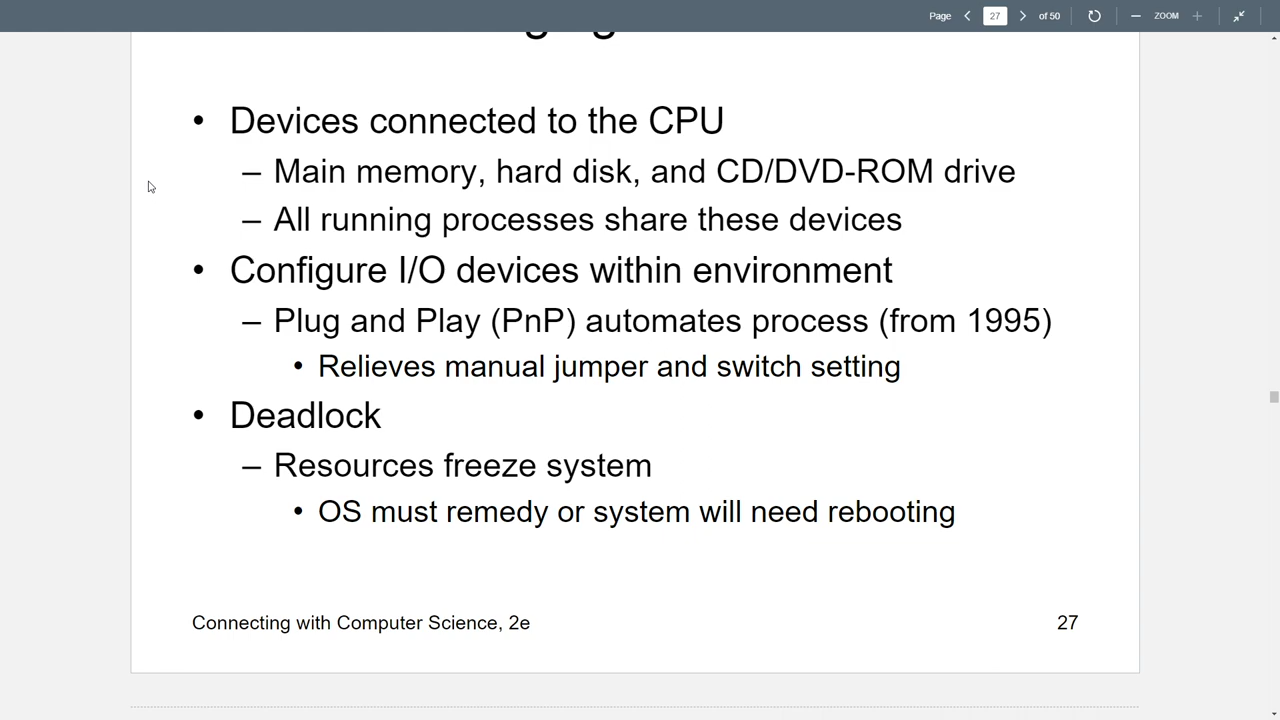 Page 27 of 50 ZOOM
• Devices connected to the CPU
– Main memory, hard disk, and CD/DVD-ROM drive
– All running processes share these devices
• Configure I/O devices within environment
– Plug and Play (PnP) automates process (from 1995)
• Relieves manual jumper and switch setting
• Deadlock
– Resources freeze system
• OS must remedy or system will need rebooting
Connecting with Computer Science, 2e 27